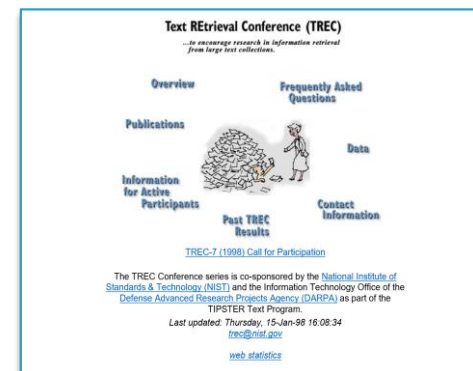 Text REtrieval Conference (TREC)
...to encourage research in information retrieval
from large text collections.
Overview
Frequently Asked
Questions
Publications
Data
Information
for Active
Participants
Contact
Information
Past TREC
Results
TREC-7 (1998) Call for Participation
The TREC Conference series is co-sponsored by the National Institute of
Standards & Technology (NIST) and the Information Technology Office of the
Defense Advanced Research Projects Agency (DARPA) as part of the
TIPSTER Text Program.
Last updated: Thursday, 15-Jan-98 16:08:34
trec@nist.gov
web statistics